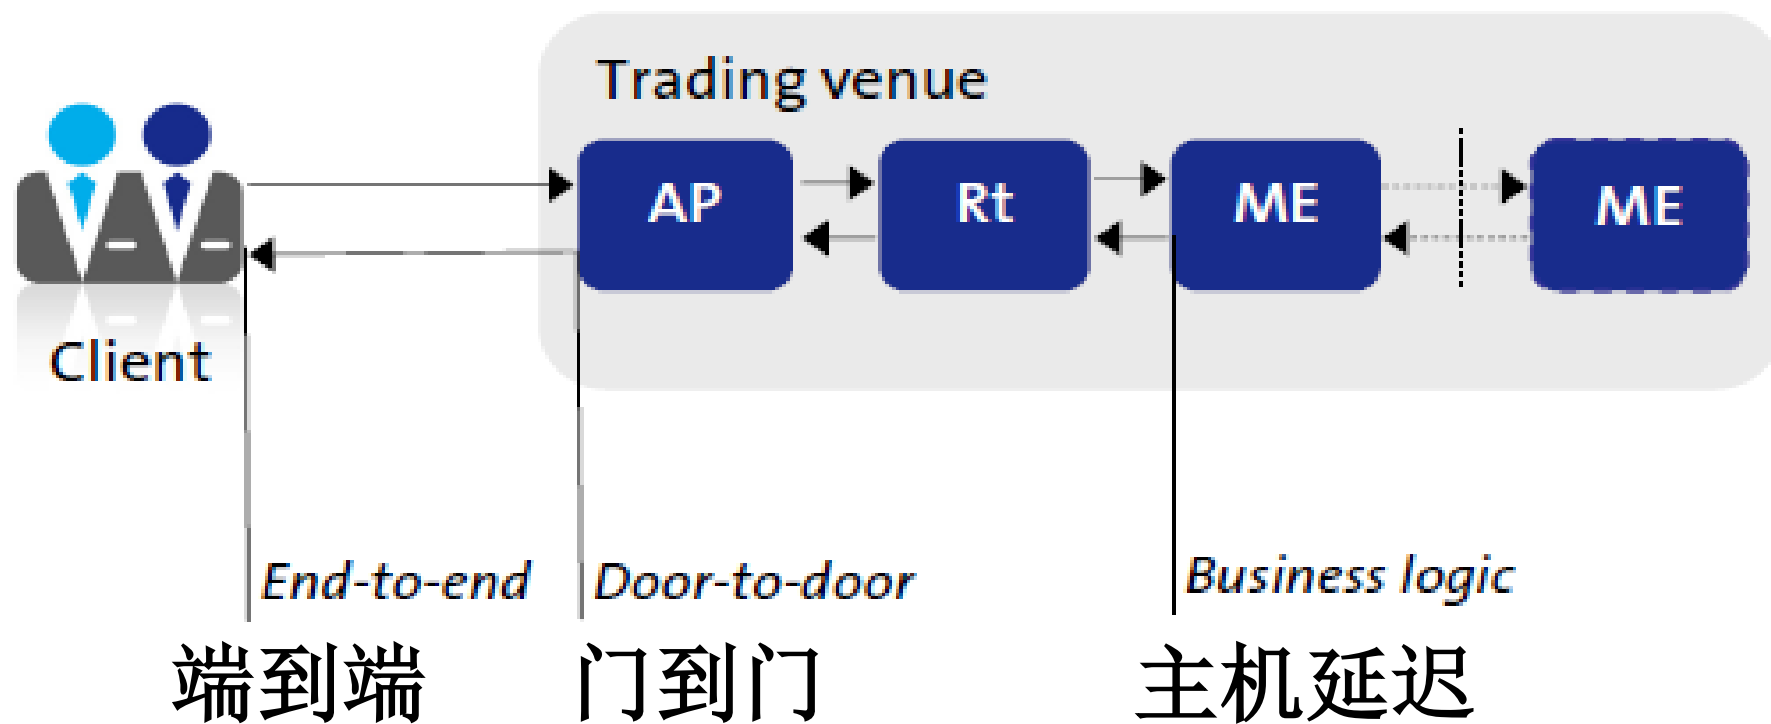 Trading venue
AP
Rt
ME
ME
Client
End-to-end
Door-to-door
Business logic
端到端
门到门
主机延迟